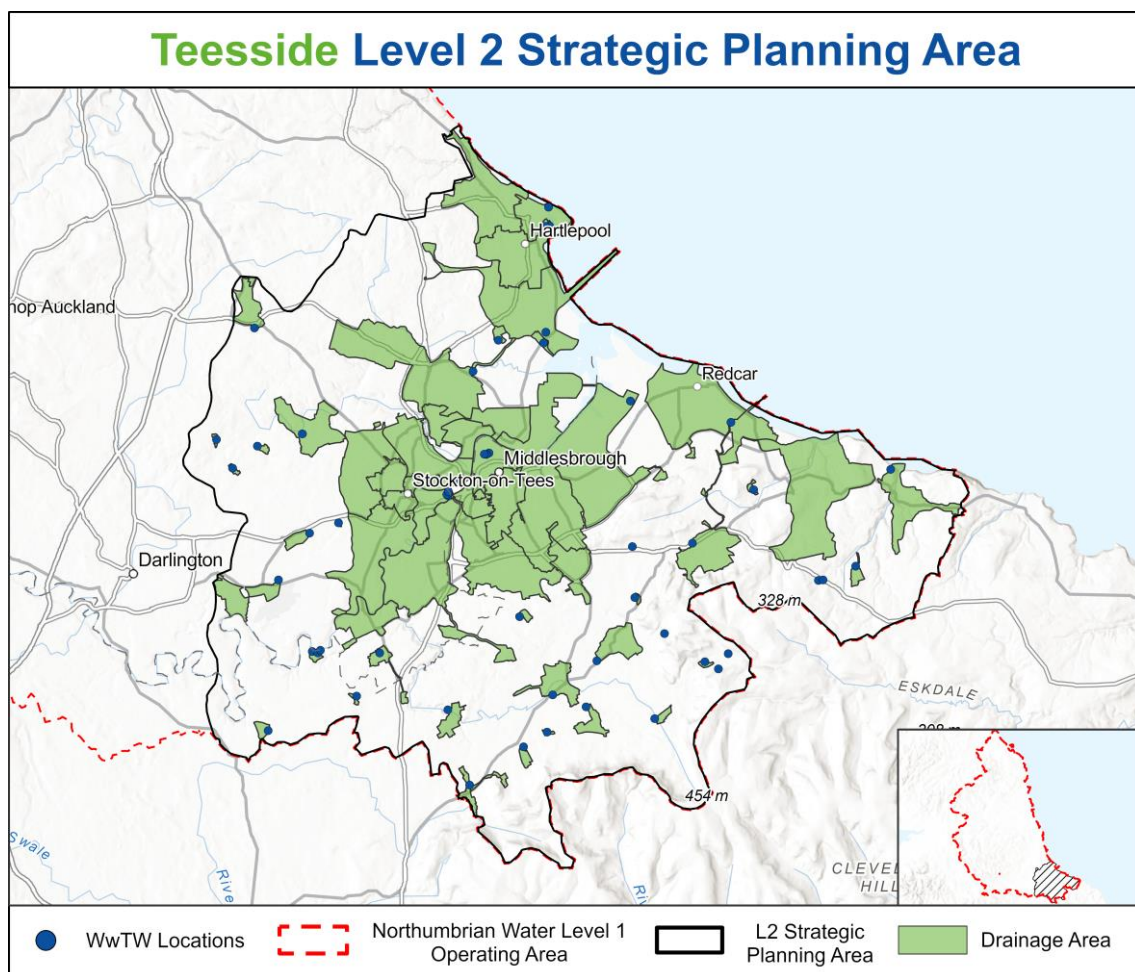 Teesside Level 2 Strategic Planning Area
Hartlepool
hop Auckland
Redcar
Middlesbrough
Stockton-on-Tees
Darlington
328 m
ESKDALE
454 m
Swale
River
CLEVEL
HILL
WwTW Locations
Northumbrian Water Level 1
Operating Area
L2 Strategic
Planning Area
Drainage Area